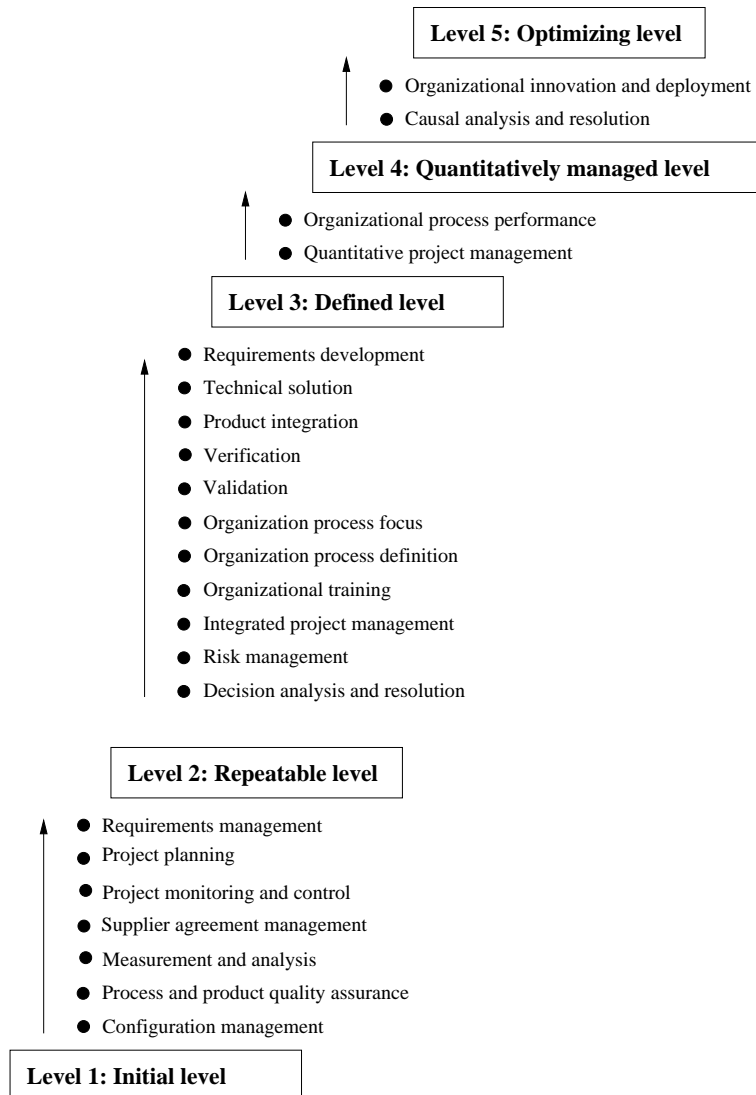 Level 5: Optimizing level
● Organizational innovation and deployment
● Causal analysis and resolution
Level 4: Quantitatively managed level
● Organizational process performance
● Quantitative project management
Level 3: Defined level
● Requirements development
● Technical solution
● Product integration
● Verification
● Validation
● Organization process focus
● Organization process definition
● Organizational training
● Integrated project management
● Risk management
● Decision analysis and resolution
Level 2: Repeatable level
● Requirements management
● Project planning
● Project monitoring and control
● Supplier agreement management
● Measurement and analysis
● Process and product quality assurance
● Configuration management
Level 1: Initial level